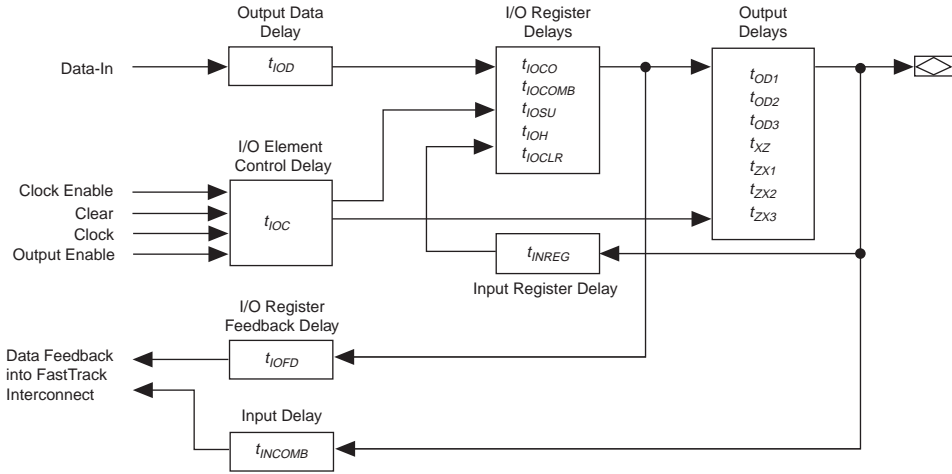 Output Data
Delay
I/O Register
Delays
Output
Delays
Data-In
tIOD
tIOCO
tIOCOMB
tIOSU
tIOH
tIOCLR
tOD1
tOD2
tOD3
tXZ
tZX1
tZX2
tZX3
I/O Element
Control Delay
Clock Enable
Clear
Clock
Output Enable
tIOC
tINREG
Input Register Delay
I/O Register
Feedback Delay
tIOFD
Data Feedback
into FastTrack
Interconnect
Input Delay
tINCOMB